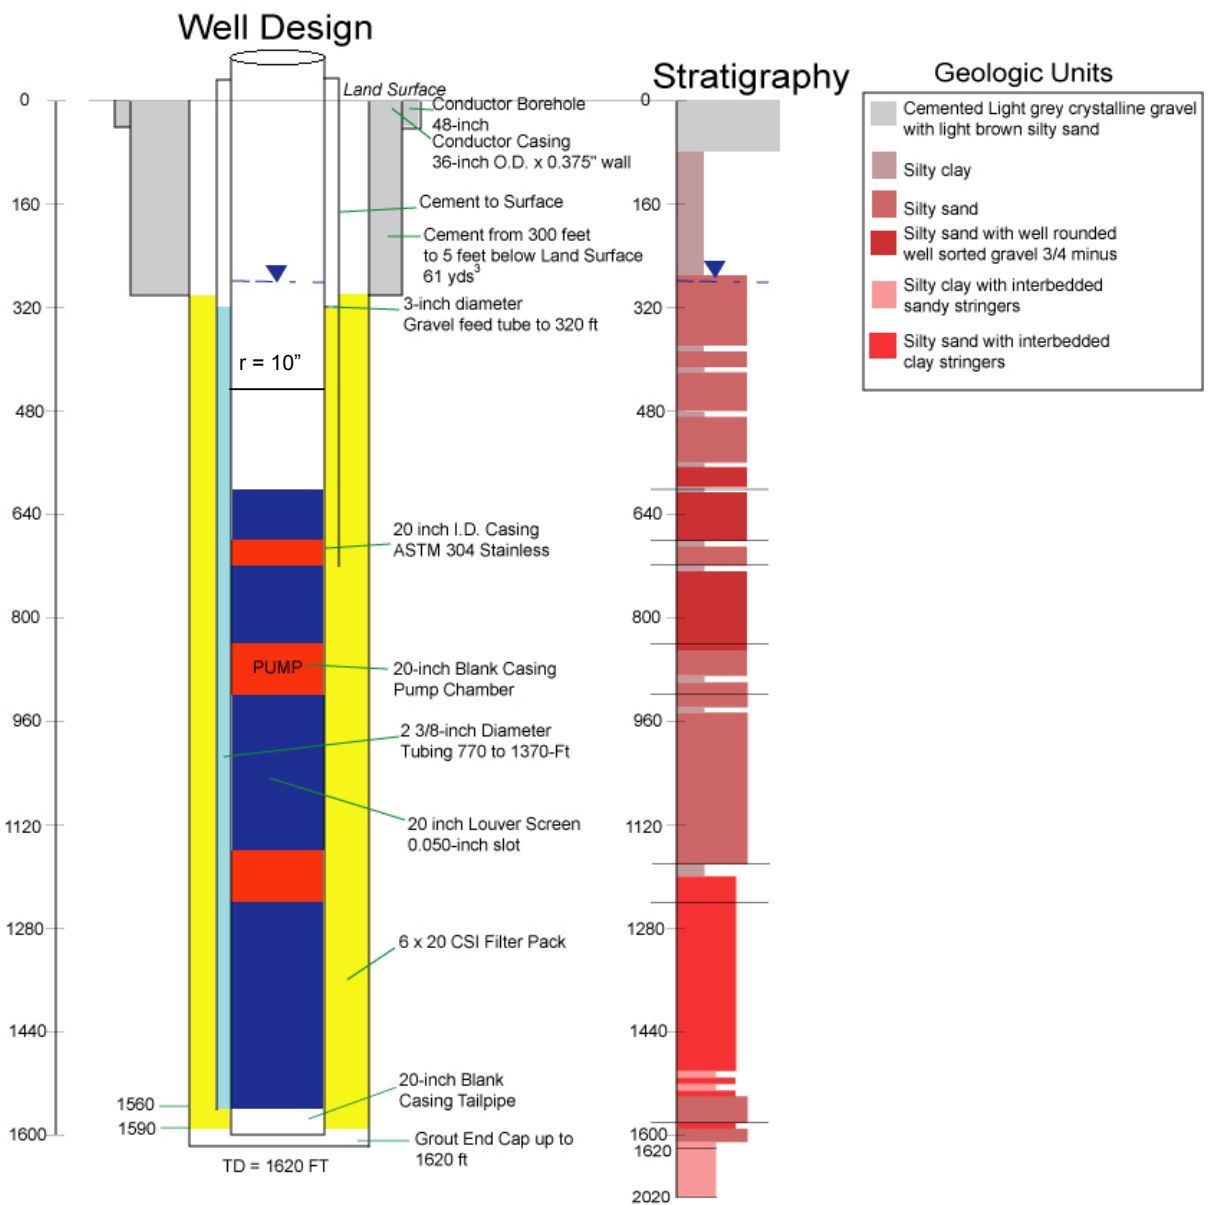 Well Design
Land Surface
Conductor Borehole
48-inch
Conductor Casing
36-inch O.D. x 0.375" wall
Cement to Surface
Cement from 300 feet
to 5 feet below Land Surface
61 yds3
3-inch diameter
Gravel feed tube to 320 ft
r = 10”
20 inch I.D. Casing
ASTM 304 Stainless
PUMP
20-inch Blank Casing
Pump Chamber
2 3/8-inch Diameter
Tubing 770 to 1370-Ft
20 inch Louver Screen
0.050-inch slot
6 x 20 CSI Filter Pack
20-inch Blank
Casing Tailpipe
Grout End Cap up to
1620 ft
TD = 1620 FT
0
160
320
480
640
800
960
1120
1280
1440
1560
1590
1600
Stratigraphy
0
160
320
480
640
800
960
1120
1280
1440
1600
1620
2020
Geologic Units
Cemented Light grey crystalline gravel
with light brown silty sand
Silty clay
Silty sand
Silty sand with well rounded
well sorted gravel 3/4 minus
Silty clay with interbedded
sandy stringers
Silty sand with interbedded
clay stringers